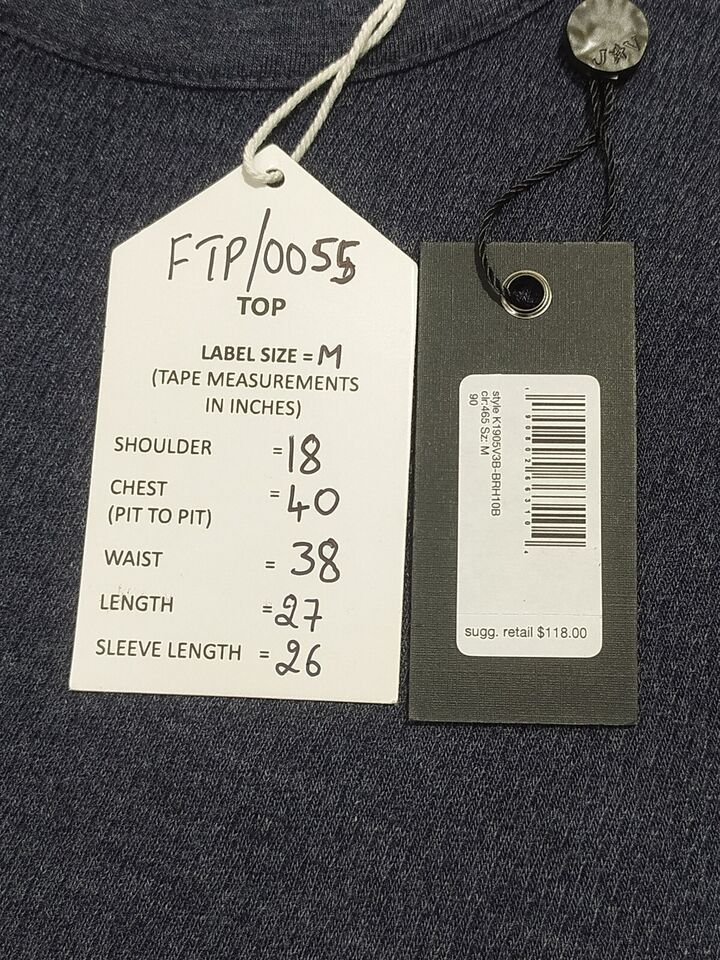 FTP/0055
TOP
LABEL SIZE = M
(TAPE MEASUREMENTS
IN INCHES)
SHOULDER = 18
CHEST
(PIT TO PIT) = 40
WAIST = 38
LENGTH = 27
SLEEVE LENGTH = 26
J★V
style K1905V3B-BRH10B
clr:465 Sz: M
90
sugg. retail $118.00